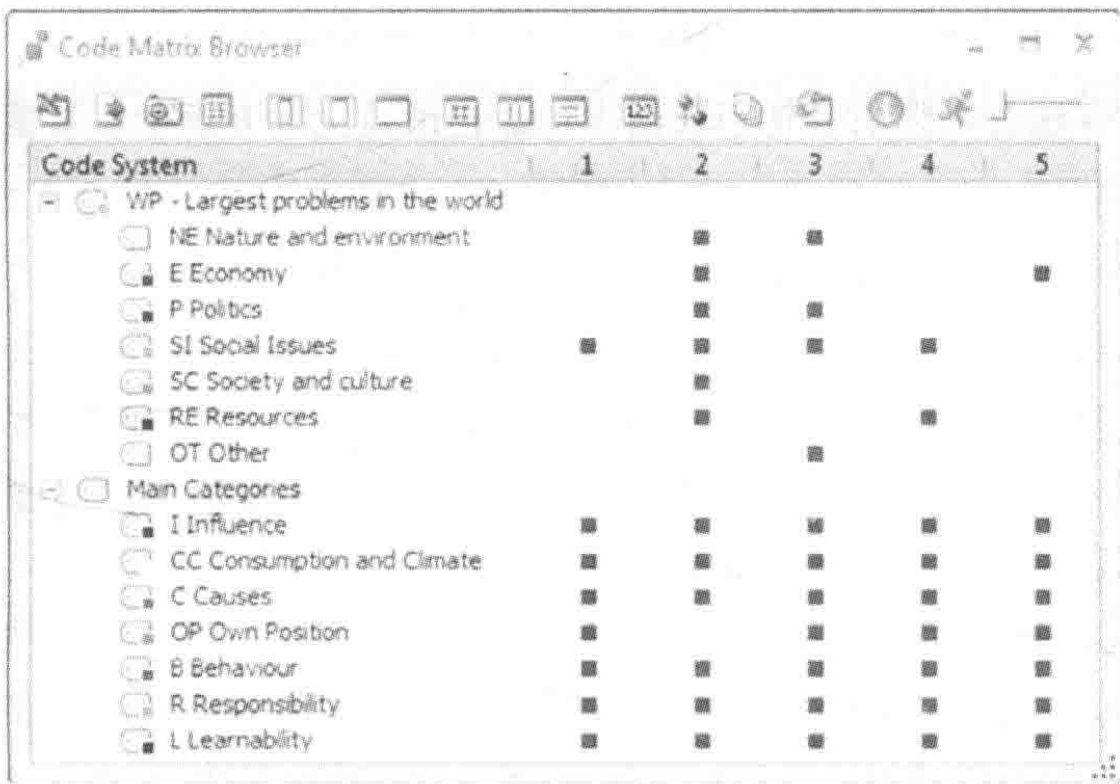 Code Matrix Browser
123
Code System 1 2 3 4 5
WP - Largest problems in the world
NE Nature and environment
E Economy
P Politics
SI Social Issues
SC Society and culture
RE Resources
OT Other
Main Categories
I Influence
CC Consumption and Climate
C Causes
OP Own Position
B Behaviour
R Responsibility
L Learnability